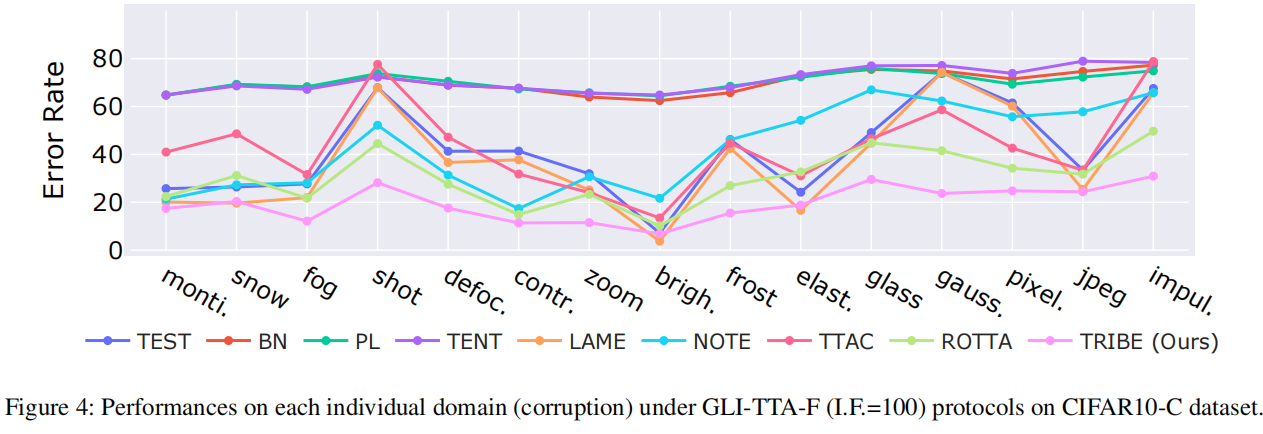 Error Rate
80
60
40
20
0
monti. snow fog shot defoc. contr. zoom brigh. frost elast. glass gauss. pixel. jpeg impul.
TEST BN PL TENT LAME NOTE TTAC ROTTA TRIBE (Ours)
Figure 4: Performances on each individual domain (corruption) under GLI-TTA-F (I.F.=100) protocols on CIFAR10-C dataset.